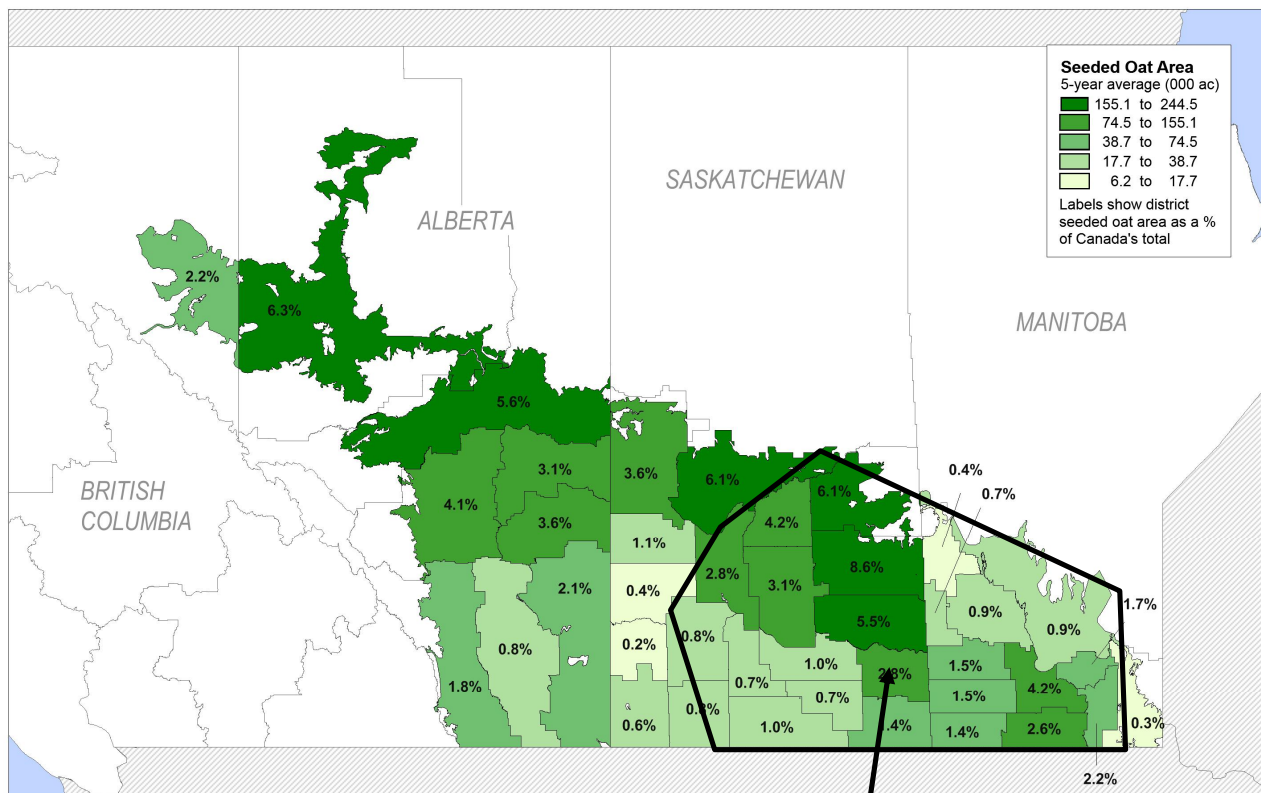 Seeded Oat Area
5-year average (000 ac)
155.1 to 244.5
74.5 to 155.1
38.7 to 74.5
17.7 to 38.7
6.2 to 17.7
Labels show district
seeded oat area as a %
of Canada's total
SASKATCHEWAN
ALBERTA
MANITOBA
BRITISH
COLUMBIA
2.2%
6.3%
5.6%
3.1%
4.1%
3.6%
3.6%
6.1%
6.1%
4.2%
0.4%
0.7%
1.1%
2.8%
3.1%
8.6%
2.1%
0.4%
5.5%
0.9%
1.7%
0.9%
0.2%
0.8%
0.8%
1.0%
2.8%
1.5%
1.8%
0.7%
0.7%
1.5%
4.2%
0.6%
1.0%
1.4%
2.6%
0.3%
2.2%